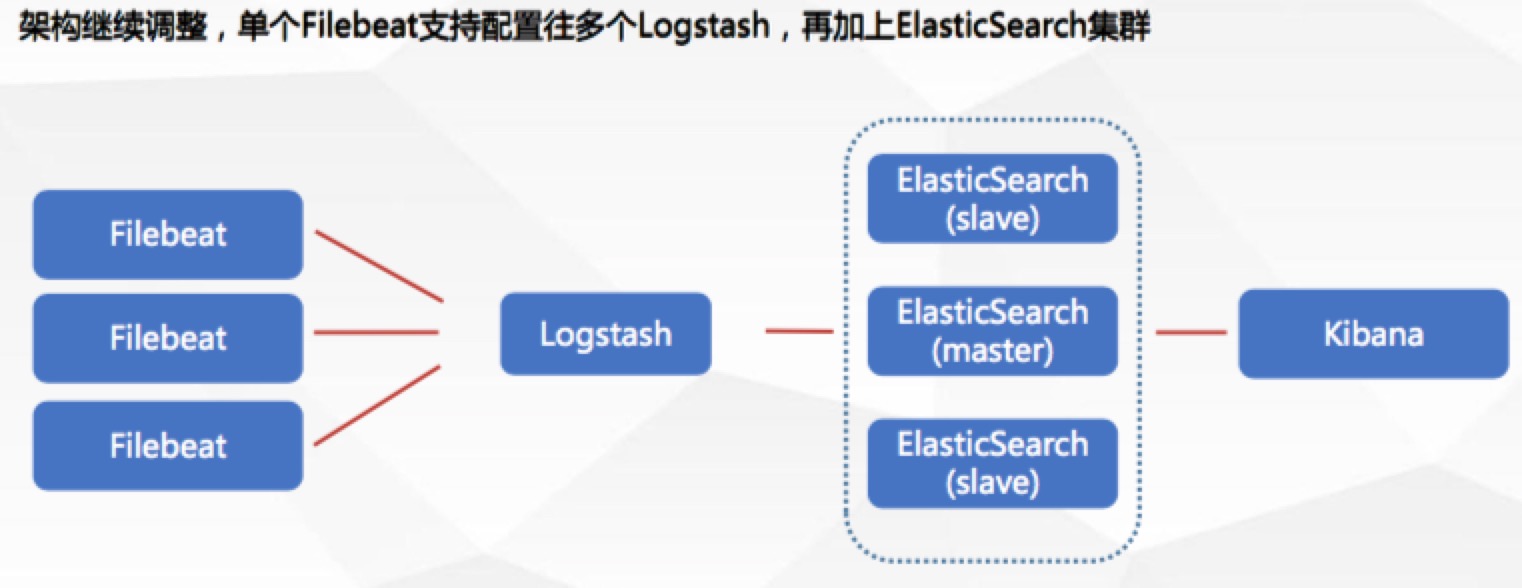 架构继续调整，单个Filebeat支持配置往多个Logstash，再加上ElasticSearch集群
Filebeat
Filebeat
Filebeat
Logstash
ElasticSearch
(slave)
ElasticSearch
(master)
ElasticSearch
(slave)
Kibana